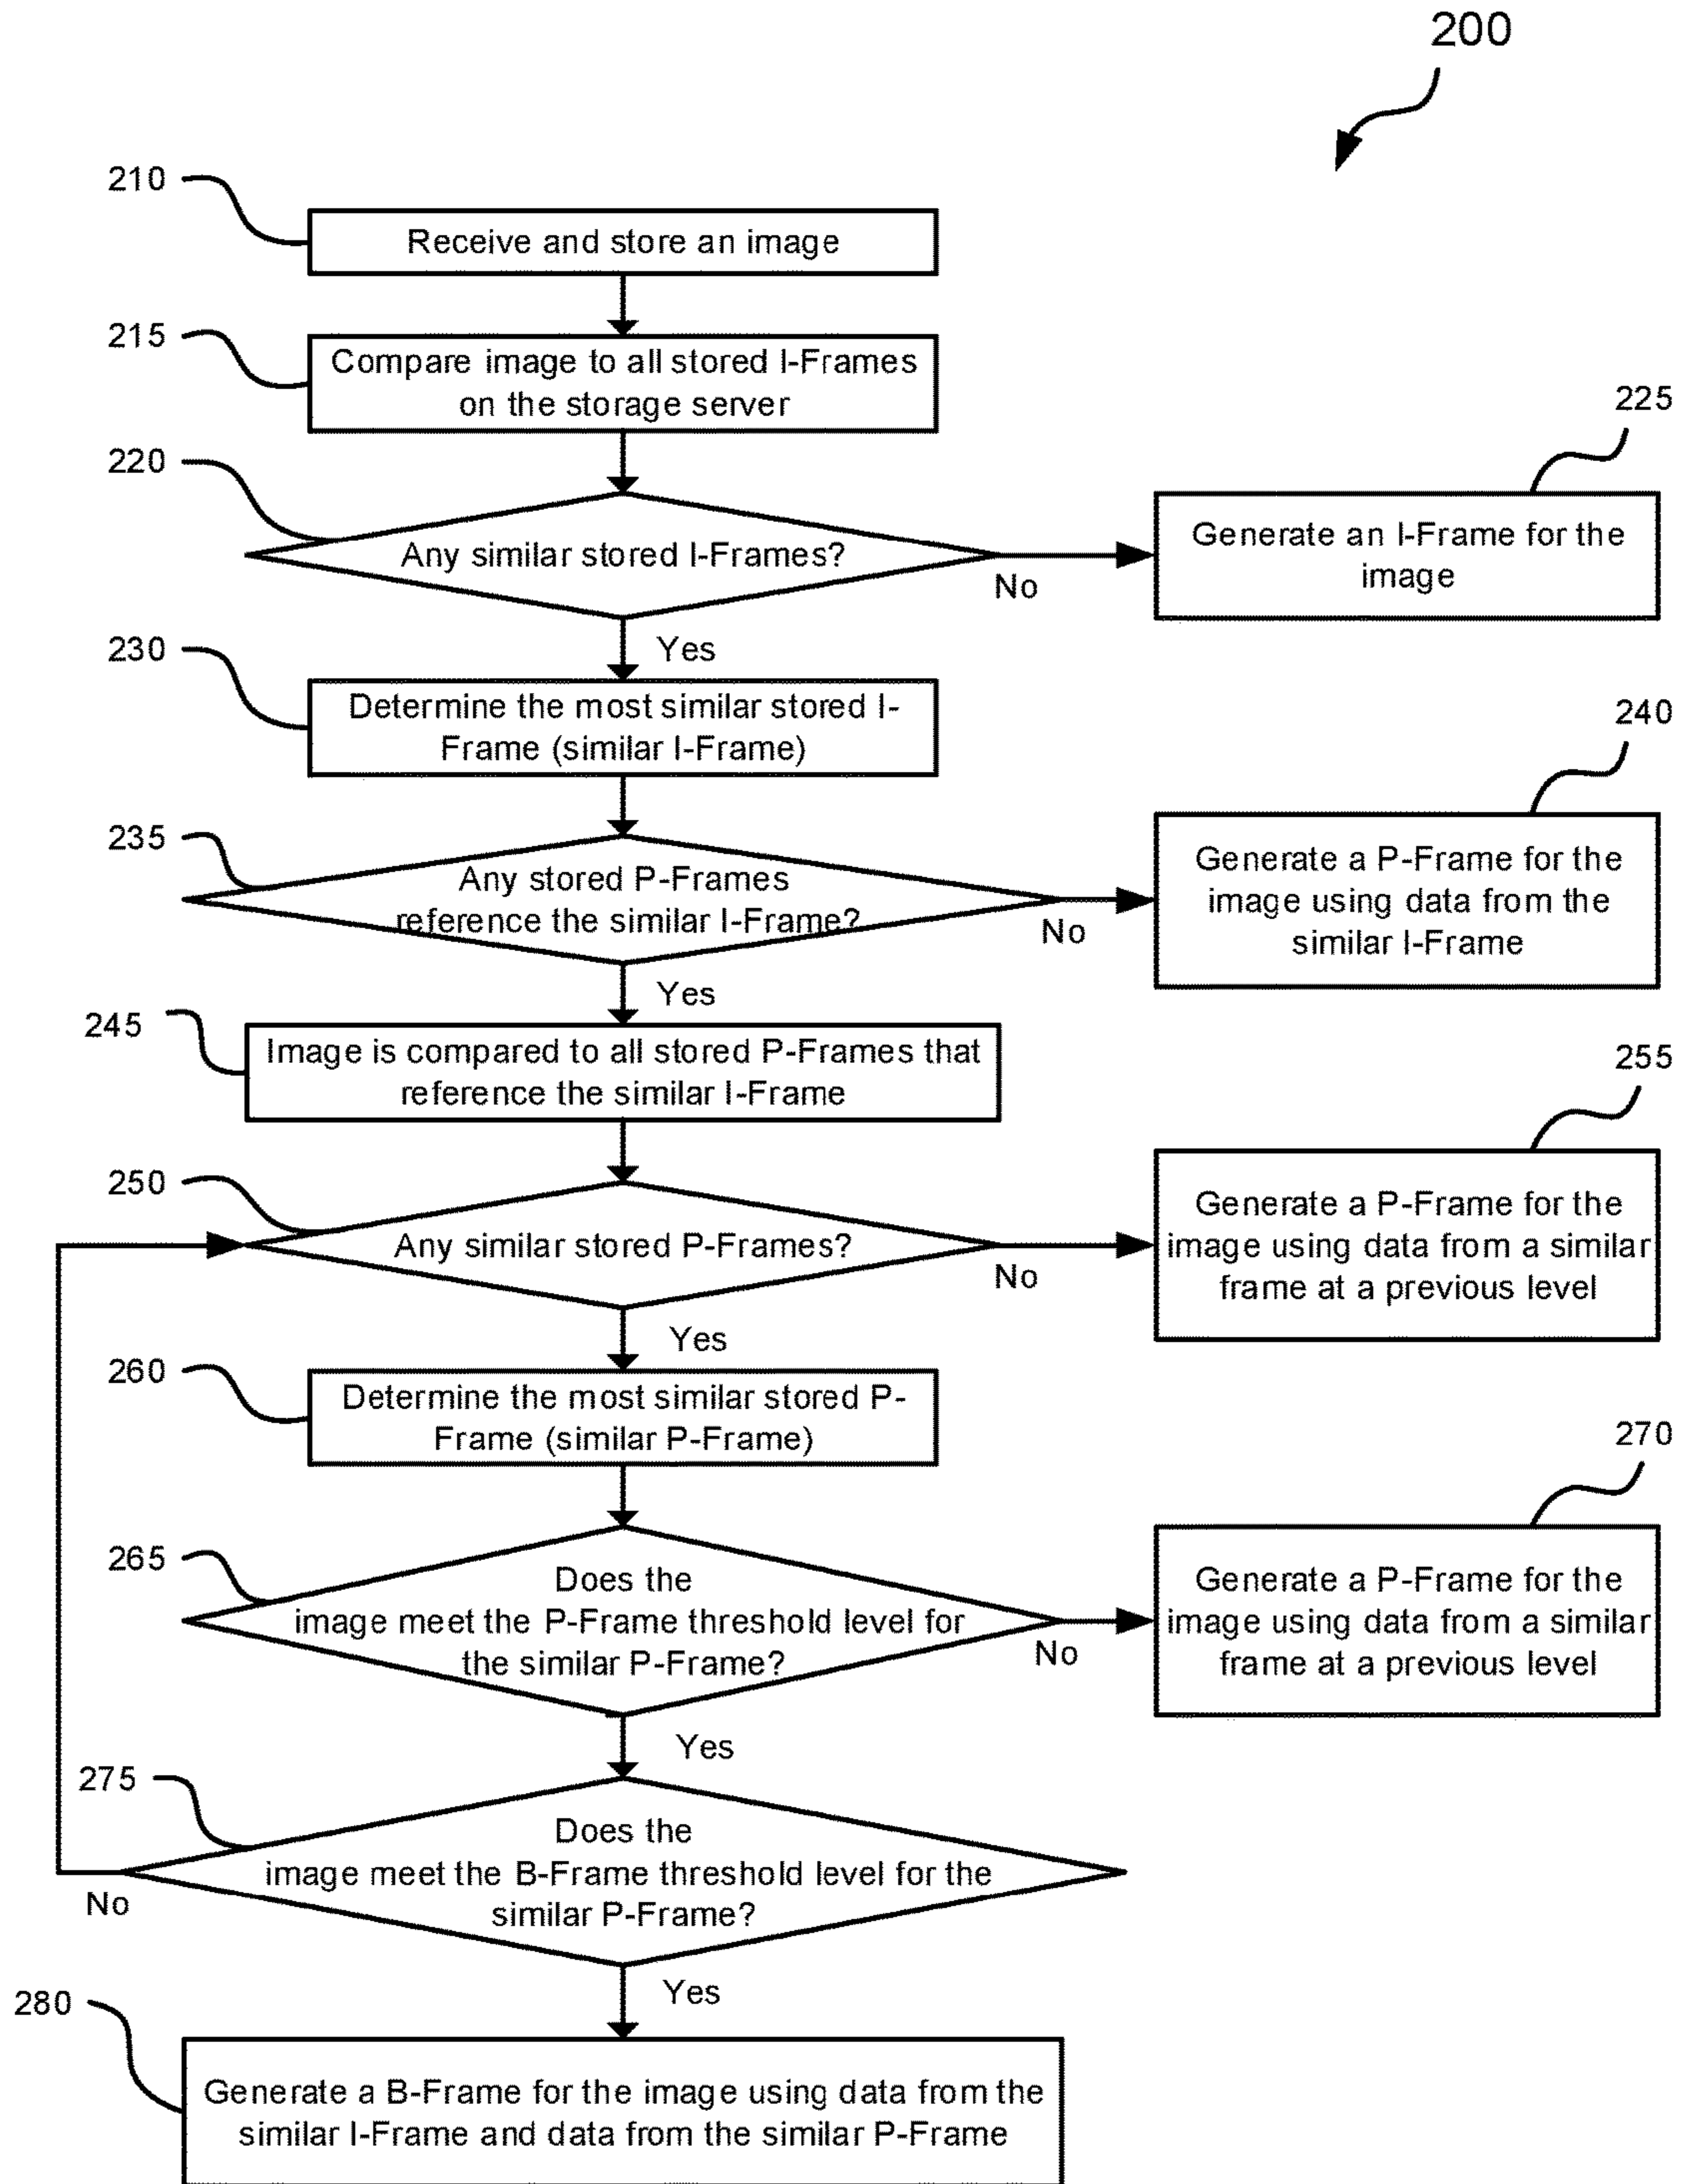 200
210
Receive and store an image
215
Compare image to all stored I-Frames
on the storage server
220
Any similar stored I-Frames?
No
225
Generate an I-Frame for the
image
Yes
230
Determine the most similar stored I-
Frame (similar I-Frame)
235
Any stored P-Frames
reference the similar I-Frame?
No
240
Generate a P-Frame for the
image using data from the
similar I-Frame
Yes
245
Image is compared to all stored P-Frames that
reference the similar I-Frame
250
Any similar stored P-Frames?
No
255
Generate a P-Frame for the
image using data from a similar
frame at a previous level
Yes
260
Determine the most similar stored P-
Frame (similar P-Frame)
265
Does the
image meet the P-Frame threshold level for
the similar P-Frame?
No
270
Generate a P-Frame for the
image using data from a similar
frame at a previous level
Yes
275
Does the
image meet the B-Frame threshold level for the
similar P-Frame?
No
Yes
280
Generate a B-Frame for the image using data from the
similar I-Frame and data from the similar P-Frame